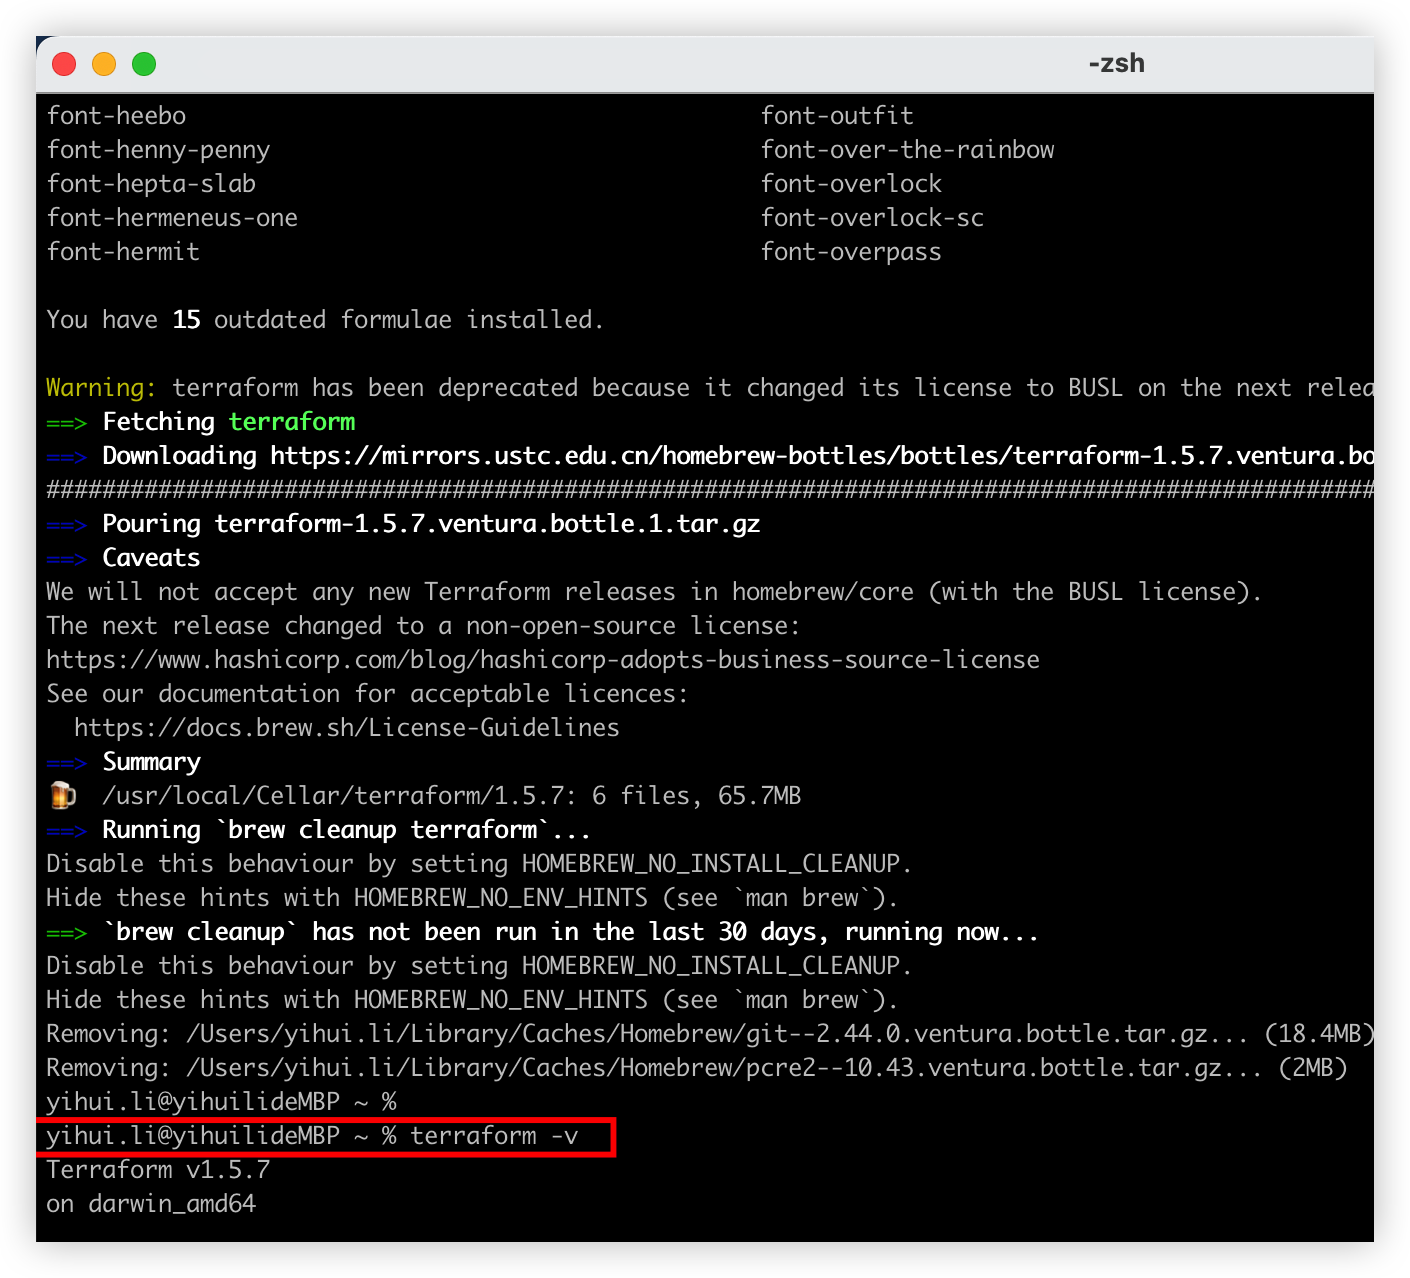 -zsh
font-heebo font-outfit
font-henny-penny font-over-the-rainbow
font-hepta-slab font-overlock
font-hermeneus-one font-overlock-sc
font-hermit font-overpass
You have 15 outdated formulae installed.
Warning: terraform has been deprecated because it changed its license to BUSL on the next relea
==> Fetching terraform
==> Downloading https://mirrors.ustc.edu.cn/homebrew-bottles/bottles/terraform-1.5.7.ventura.bo
###############################################################################################
==> Pouring terraform-1.5.7.ventura.bottle.1.tar.gz
==> Caveats
We will not accept any new Terraform releases in homebrew/core (with the BUSL license).
The next release changed to a non-open-source license:
https://www.hashicorp.com/blog/hashicorp-adopts-business-source-license
See our documentation for acceptable licences:
  https://docs.brew.sh/License-Guidelines
==> Summary
🍺  /usr/local/Cellar/terraform/1.5.7: 6 files, 65.7MB
==> Running `brew cleanup terraform`...
Disable this behaviour by setting HOMEBREW_NO_INSTALL_CLEANUP.
Hide these hints with HOMEBREW_NO_ENV_HINTS (see `man brew`).
==> `brew cleanup` has not been run in the last 30 days, running now...
Disable this behaviour by setting HOMEBREW_NO_INSTALL_CLEANUP.
Hide these hints with HOMEBREW_NO_ENV_HINTS (see `man brew`).
Removing: /Users/yihui.li/Library/Caches/Homebrew/git--2.44.0.ventura.bottle.tar.gz... (18.4MB)
Removing: /Users/yihui.li/Library/Caches/Homebrew/pcre2--10.43.ventura.bottle.tar.gz... (2MB)
yihui.li@yihuilideMBP ~ %
yihui.li@yihuilideMBP ~ % terraform -v
Terraform v1.5.7
on darwin_amd64